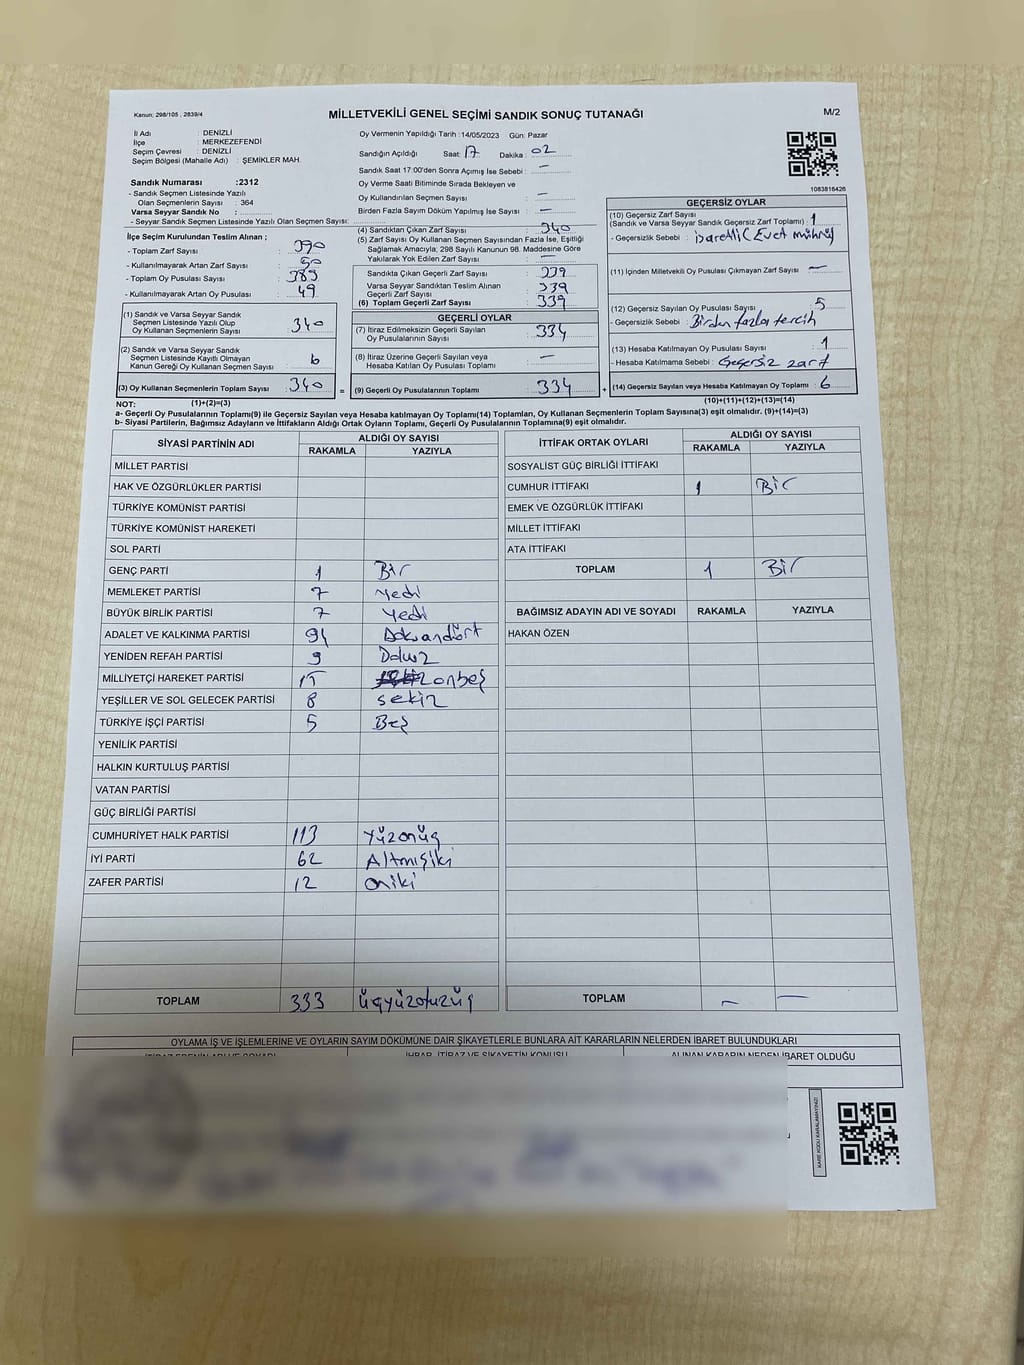 Kanun; 298/105 , 2839/4
MİLLETVEKİLİ GENEL SEÇİMİ SANDIK SONUÇ TUTANAĞI
M/2
İl Adı : DENİZLİ
İlçe : MERKEZEFENDİ
Seçim Çevresi : DENİZLİ
Seçim Bölgesi (Mahalle Adı) : ŞEMİKLER MAH.
Sandık Numarası :2312
- Sandık Seçmen Listesinde Yazılı
Olan Seçmenlerin Sayısı : 364
Varsa Seyyar Sandık No :
- Seyyar Sandık Seçmen Listesinde Yazılı Olan Seçmen Sayısı:
Oy Vermenin Yapıldığı Tarih :14/05/2023 Gün: Pazar
Sandığın Açıldığı Saat: 17 Dakika : 02
Sandık Saat 17:00'den Sonra Açımış İse Sebebi : —
Oy Verme Saati Bitiminde Sırada Bekleyen ve
Oy Kullandırılan Seçmen Sayısı : —
Birden Fazla Sayım Döküm Yapılmış İse Sayısı : —
1083816426
İlçe Seçim Kurulundan Teslim Alınan ;
- Toplam Zarf Sayısı : 390
- Kullanılmayarak Artan Zarf Sayısı : 50
- Toplam Oy Pusulası Sayısı : 389
- Kullanılmayarak Artan Oy Pusulası : 49
(4) Sandıktan Çıkan Zarf Sayısı : 340
(5) Zarf Sayısı Oy Kullanan Seçmen Sayısından Fazla İse, Eşitliği
Sağlamak Amacıyla; 298 Sayılı Kanunun 98. Maddesine Göre
Yakılarak Yok Edilen Zarf Sayısı : —
Sandıkta Çıkan Geçerli Zarf Sayısı : 339
Varsa Seyyar Sandıktan Teslim Alınan
Geçerli Zarf Sayısı : 339
(6) Toplam Geçerli Zarf Sayısı : 339
GEÇERSİZ OYLAR
(10) Geçersiz Zarf Sayısı
(Sandık ve Varsa Seyyar Sandık Geçersiz Zarf Toplamı) : 1
- Geçersizlik Sebebi : işaretli (Evet mühürü
(11) İçinden Milletvekili Oy Pusulası Çıkmayan Zarf Sayısı : —
(12) Geçersiz Sayılan Oy Pusulası Sayısı : 5
- Geçersizlik Sebebi : Birden fazla tercih
(13) Hesaba Katılmayan Oy Pusulası Sayısı : 1
- Hesaba Katılmama Sebebi : Geçersiz zarf
(14) Geçersiz Sayılan veya Hesaba Katılmayan Oy Toplamı : 6
(10)+(11)+(12)+(13)=(14)
(1) Sandık ve Varsa Seyyar Sandık
Seçmen Listesinde Yazılı Olup
Oy Kullanan Seçmenlerin Sayısı : 340
(2) Sandık ve Varsa Seyyar Sandık
Seçmen Listesinde Kayıtlı Olmayan
Kanun Gereği Oy Kullanan Seçmen Sayısı :
(3) Oy Kullanan Seçmenlerin Toplam Sayısı : 340 =
(1)+(2)=(3)
GEÇERLİ OYLAR
(7) İtiraz Edilmeksizin Geçerli Sayılan
Oy Pusulalarının Sayısı : 334
(8) İtiraz Üzerine Geçerli Sayılan veya
Hesaba Katılan Oy Pusulası Toplamı : —
(9) Geçerli Oy Pusulalarının Toplamı : 334 +
NOT:
a- Geçerli Oy Pusulalarının Toplamı(9) ile Geçersiz Sayılan veya Hesaba katılmayan Oy Toplamı(14) Toplamları, Oy Kullanan Seçmenlerin Toplam Sayısına(3) eşit olmalıdır. (9)+(14)=(3)
b- Siyasi Partilerin, Bağımsız Adayların ve İttifakların Aldığı Ortak Oyların Toplamı, Geçerli Oy Pusulalarının Toplamına(9) eşit olmalıdır.
SİYASİ PARTİNİN ADI ALDIĞI OY SAYISI
RAKAMLA YAZIYLA
MİLLET PARTİSİ
HAK VE ÖZGÜRLÜKLER PARTİSİ
TÜRKİYE KOMÜNİST PARTİSİ
TÜRKİYE KOMÜNİST HAREKETİ
SOL PARTİ
GENÇ PARTİ 1 Bir
MEMLEKET PARTİSİ 7 Yedi
BÜYÜK BİRLİK PARTİSİ 7 Yedi
ADALET VE KALKINMA PARTİSİ 94 Doksandört
YENİDEN REFAH PARTİSİ 9 Dokuz
MİLLİYETÇİ HAREKET PARTİSİ 15 onbeş
YEŞİLLER VE SOL GELECEK PARTİSİ 8 sekiz
TÜRKİYE İŞÇİ PARTİSİ 5 Beş
YENİLİK PARTİSİ
HALKIN KURTULUŞ PARTİSİ
VATAN PARTİSİ
GÜÇ BİRLİĞİ PARTİSİ
CUMHURİYET HALK PARTİSİ 113 Yüzonüç
İYİ PARTİ 62 Altmışiki
ZAFER PARTİSİ 12 oniki
TOPLAM 333 üçyüzotuzüç
İTTİFAK ORTAK OYLARI ALDIĞI OY SAYISI
RAKAMLA YAZIYLA
SOSYALİST GÜÇ BİRLİĞİ İTTİFAKI
CUMHUR İTTİFAKI 1 Bir
EMEK VE ÖZGÜRLÜK İTTİFAKI
MİLLET İTTİFAKI
ATA İTTİFAKI
TOPLAM 1 Bir
BAĞIMSIZ ADAYIN ADI VE SOYADI RAKAMLA YAZIYLA
HAKAN ÖZEN
TOPLAM — —
OYLAMA İŞ VE İŞLEMLERİNE VE OYLARIN SAYIM DÖKÜMÜNE DAİR ŞİKAYETLERLE BUNLARA AİT KARARLARIN NELERDEN İBARET BULUNDUKLARI
İTİRAZ EDENİN ADI VE SOYADI İHBAR, İTİRAZ VE ŞİKAYETİN KONUSU ALINAN KARARIN NEDEN İBARET OLDUĞU
KARE KODU KARALAMAYINIZ!